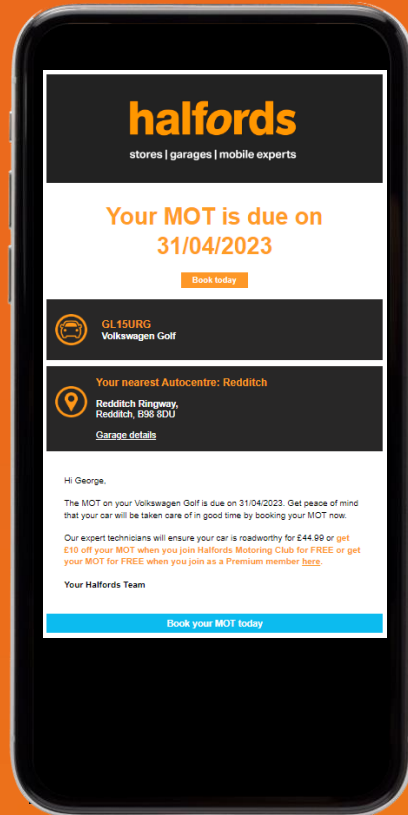 halfords
stores | garages | mobile experts
Your MOT is due on
31/04/2023
Book today
GL15URG
Volkswagen Golf
Your nearest Autocentre: Redditch
Redditch Ringway,
Redditch, B98 8DU
Garage details
Hi George,
The MOT on your Volkswagen Golf is due on 31/04/2023. Get peace of mind
that your car will be taken care of in good time by booking your MOT now.
Our expert technicians will ensure your car is roadworthy for £44.99 or get
£10 off your MOT when you join Halfords Motoring Club for FREE or get
your MOT for FREE when you join as a Premium member here.
Your Halfords Team
Book your MOT today